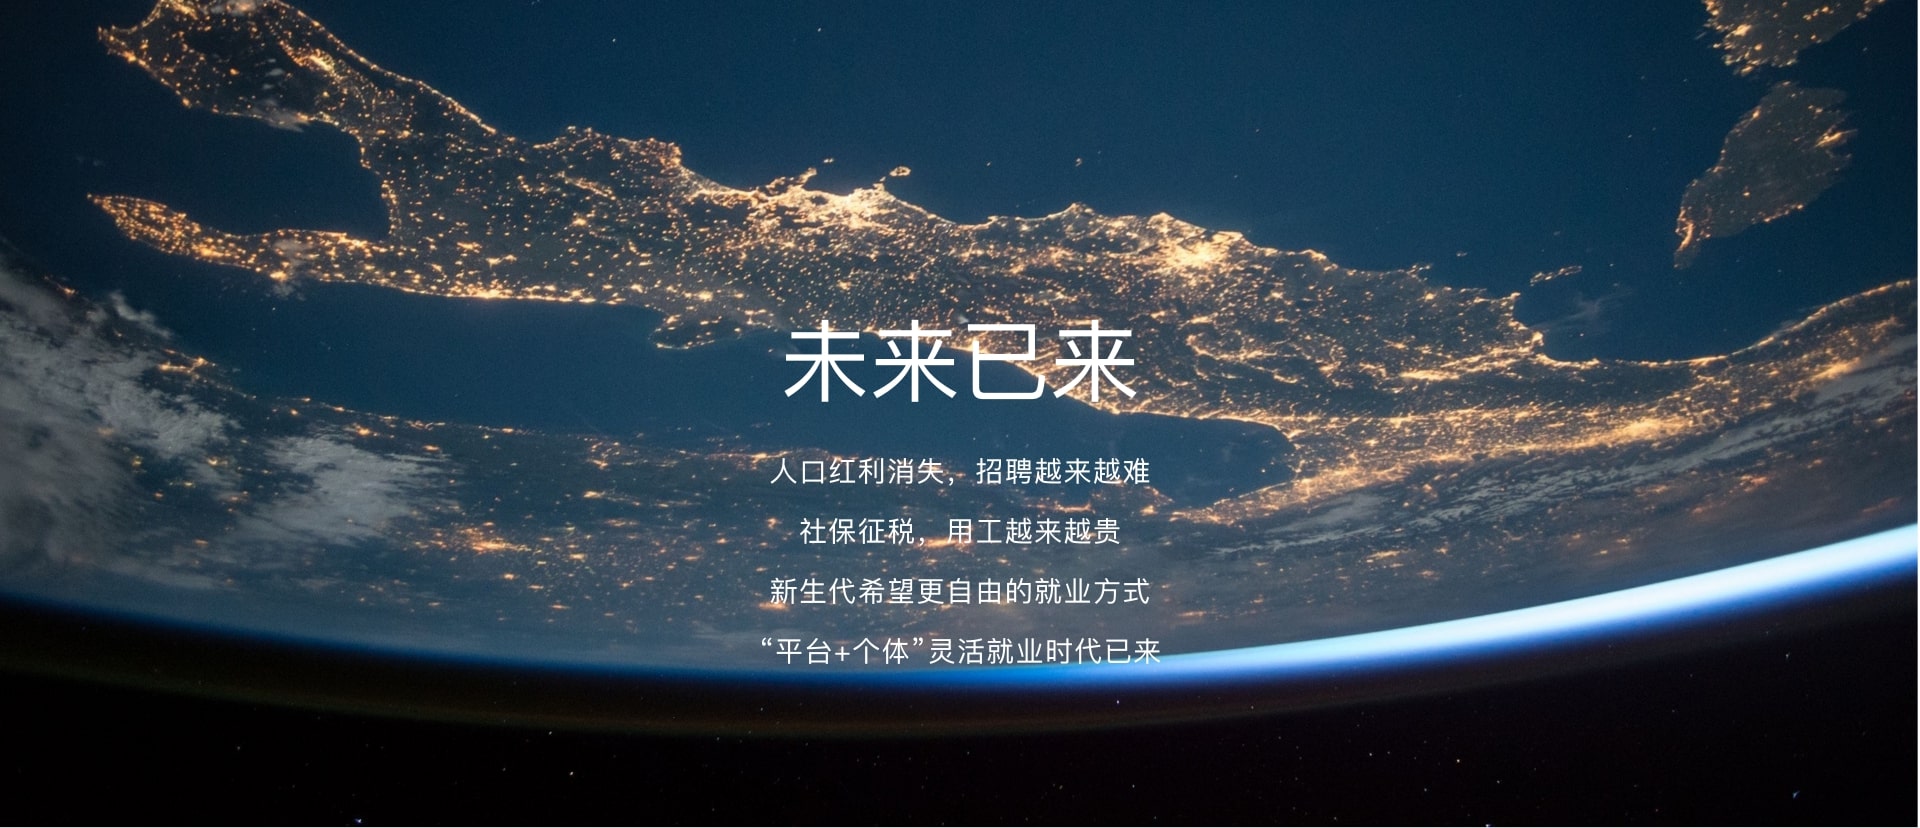 未来已来
人口红利消失，招聘越来越难
社保征税，用工越来越贵
新生代希望更自由的就业方式
“平台+个体”灵活就业时代已来